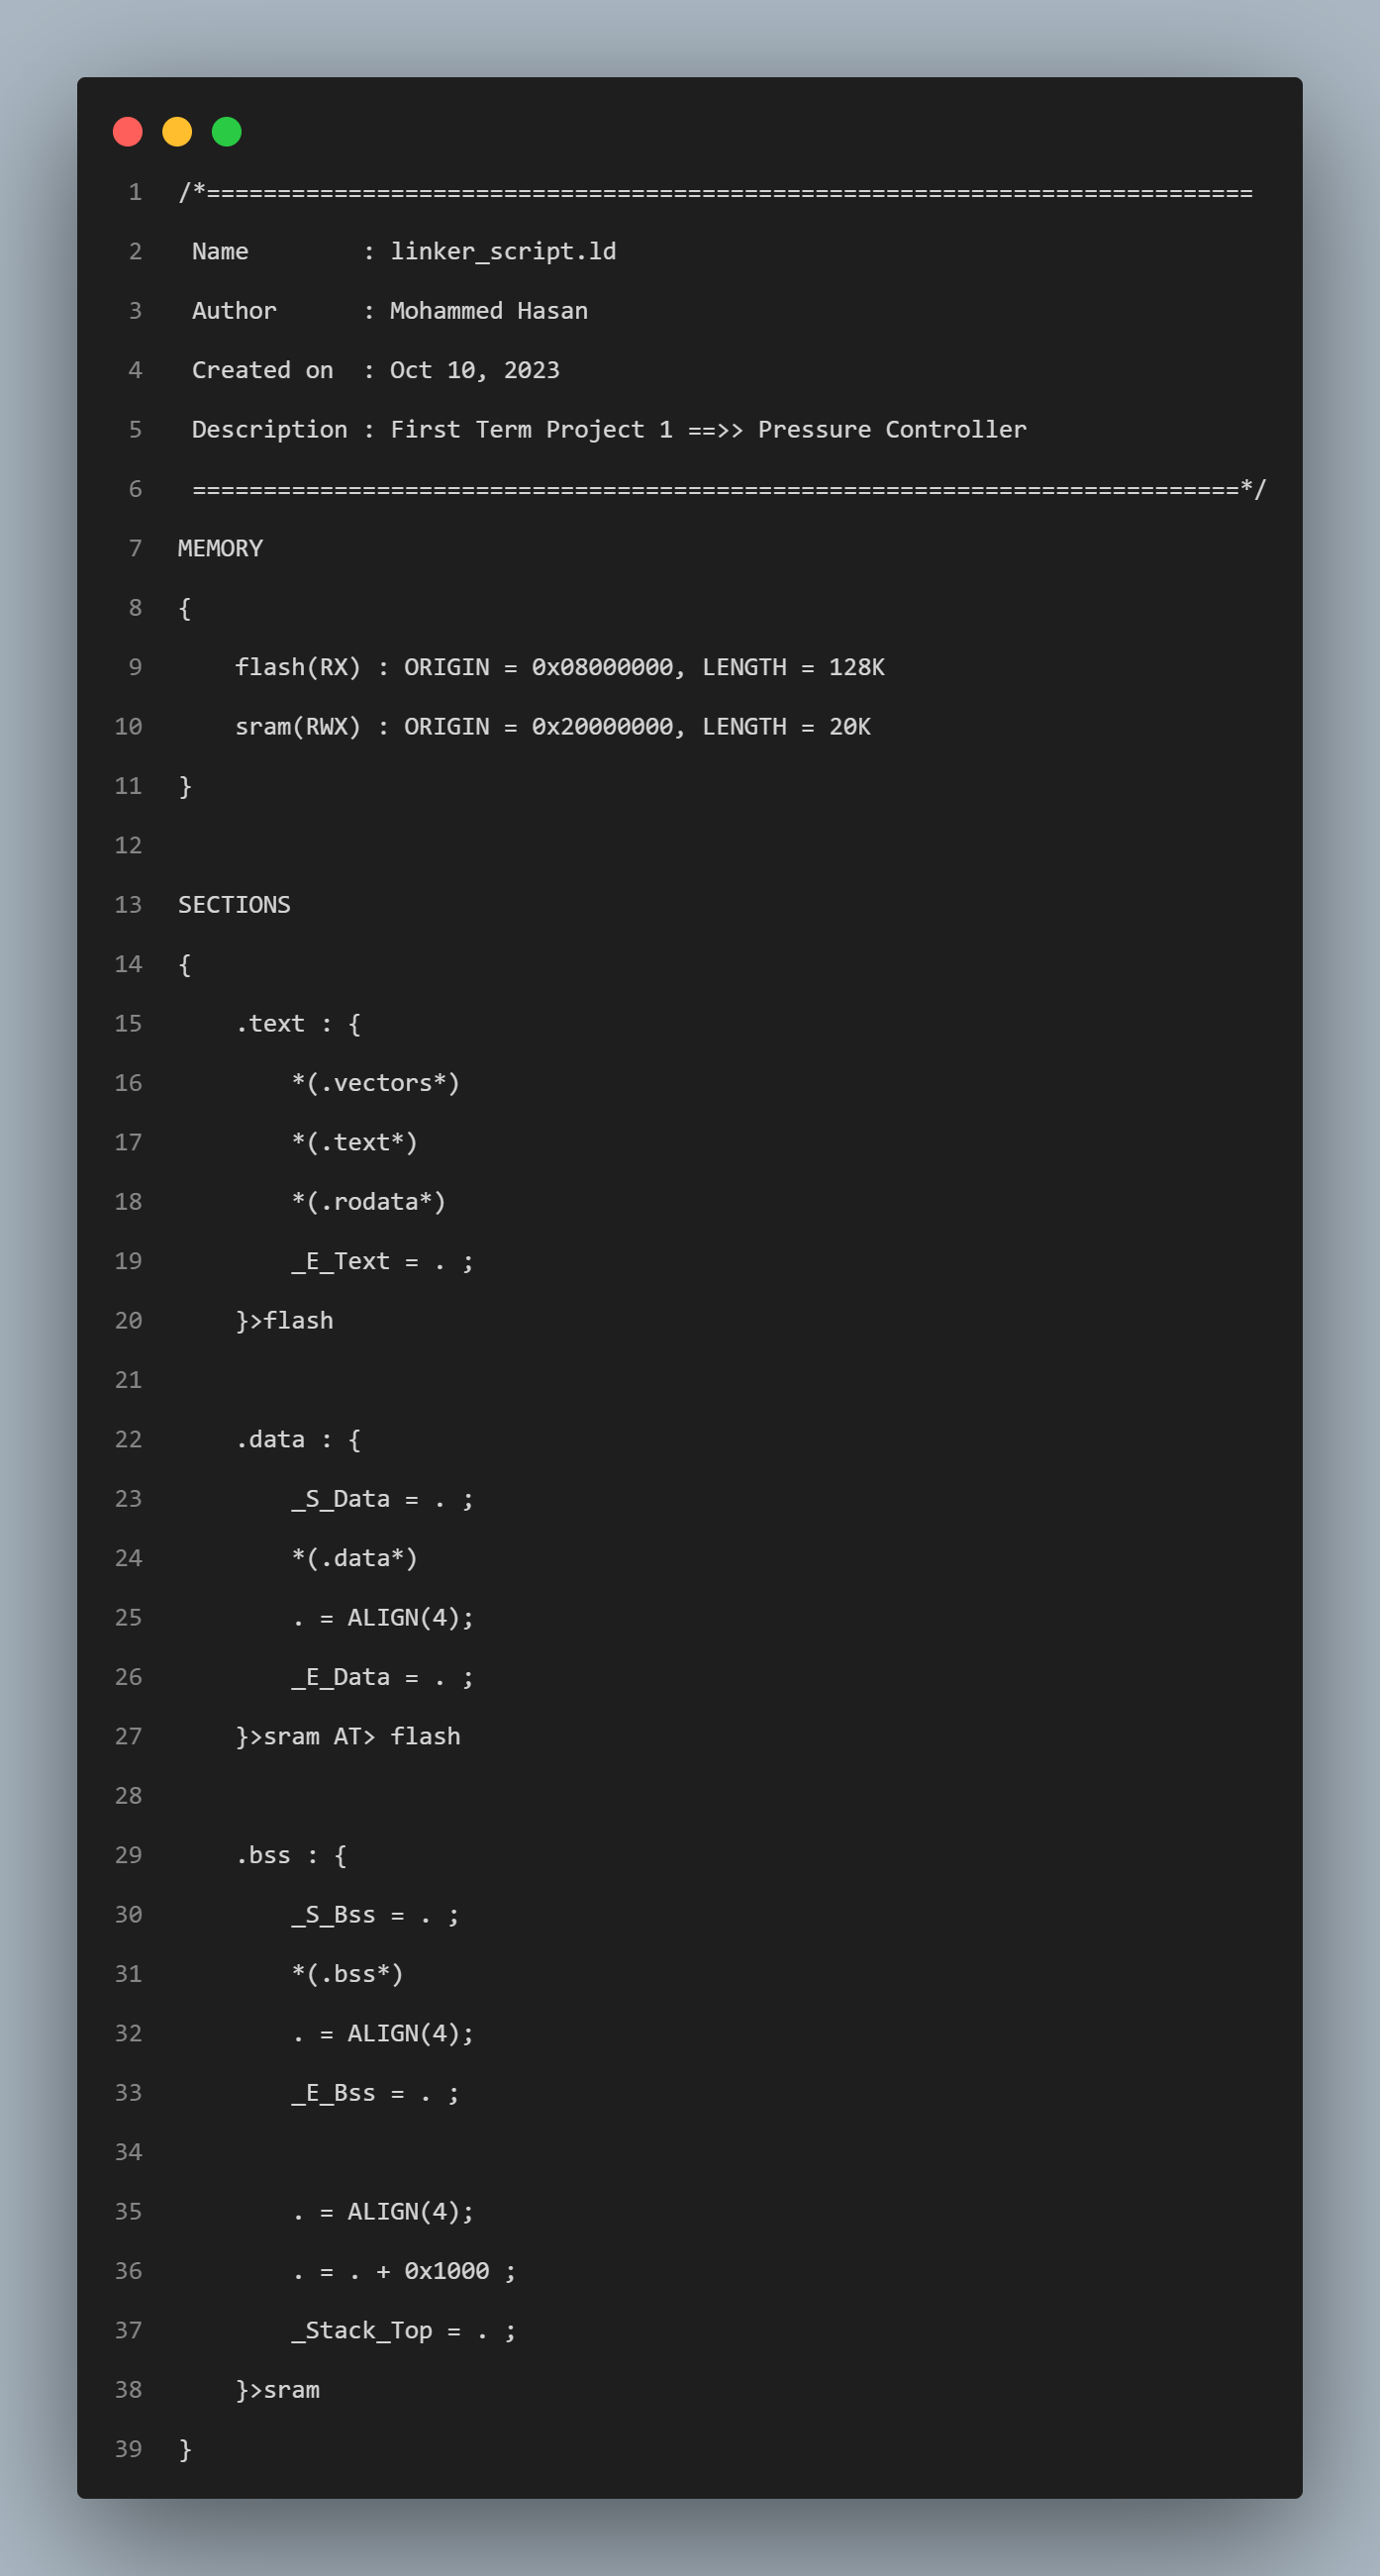 1 /*==========================================================================
2  Name        : linker_script.ld
3  Author      : Mohammed Hasan
4  Created on  : Oct 10, 2023
5  Description : First Term Project 1 ==>> Pressure Controller
6  ==========================================================================*/
7 MEMORY
8 {
9     flash(RX) : ORIGIN = 0x08000000, LENGTH = 128K
10     sram(RWX) : ORIGIN = 0x20000000, LENGTH = 20K
11 }
12
13 SECTIONS
14 {
15     .text : {
16         *(.vectors*)
17         *(.text*)
18         *(.rodata*)
19         _E_Text = . ;
20     }>flash
21
22     .data : {
23         _S_Data = . ;
24         *(.data*)
25         . = ALIGN(4);
26         _E_Data = . ;
27     }>sram AT> flash
28
29     .bss : {
30         _S_Bss = . ;
31         *(.bss*)
32         . = ALIGN(4);
33         _E_Bss = . ;
34
35         . = ALIGN(4);
36         . = . + 0x1000 ;
37         _Stack_Top = . ;
38     }>sram
39 }